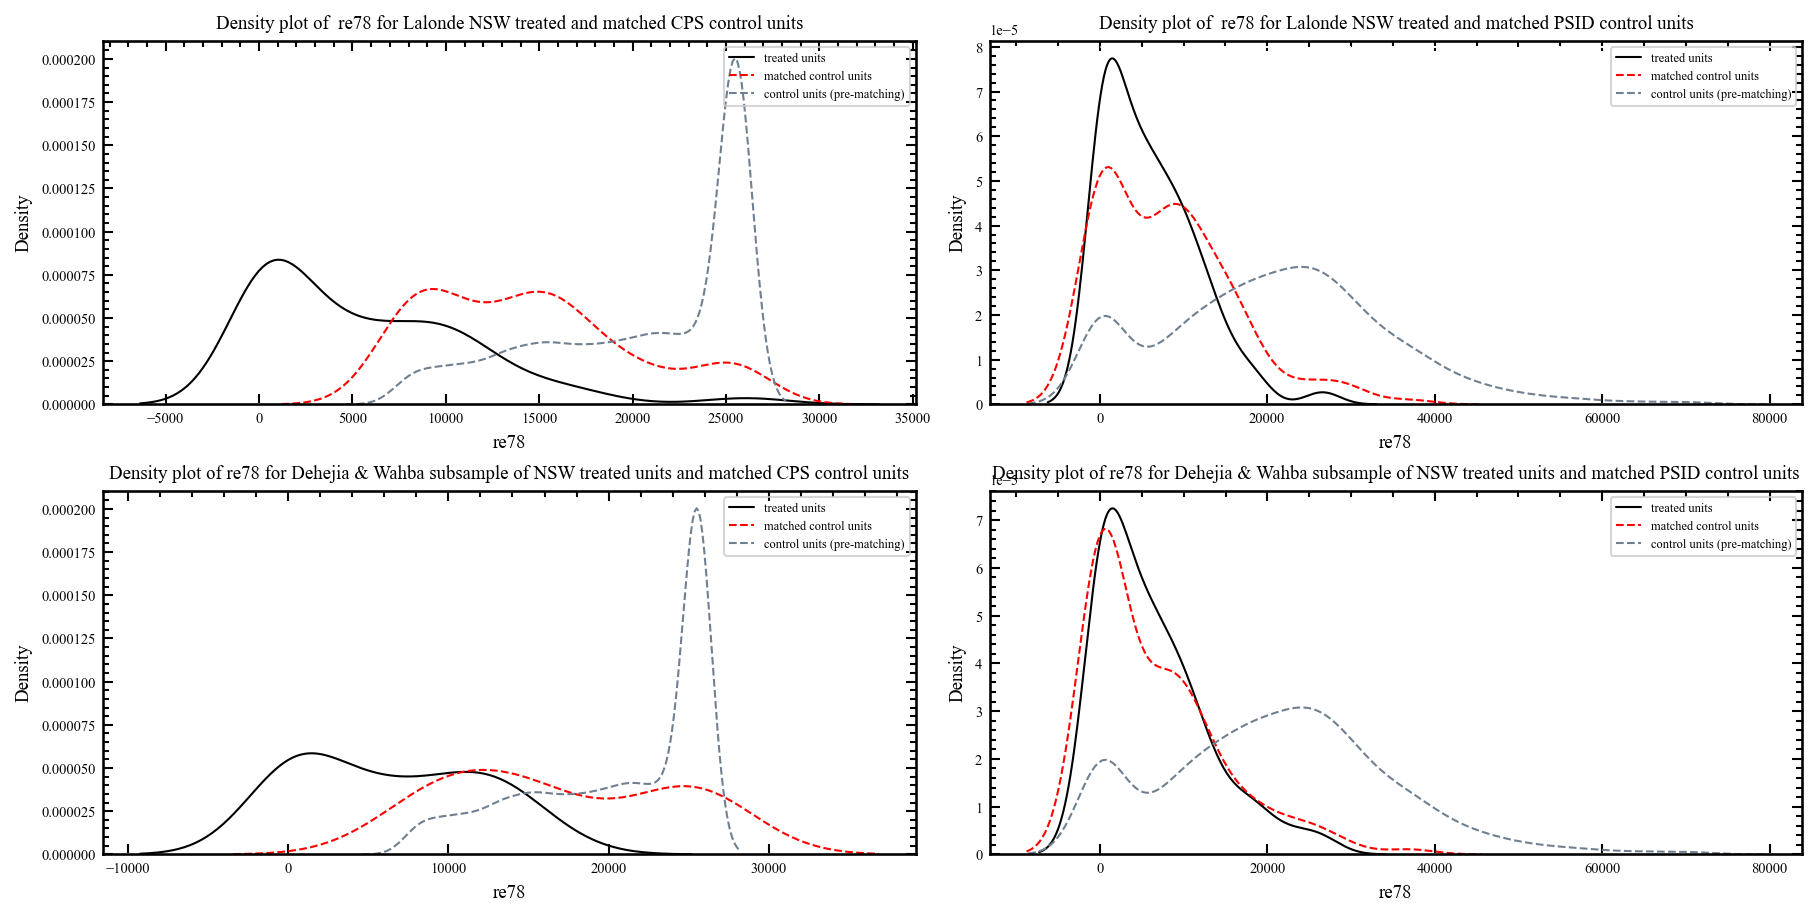 Density plot of  re78 for Lalonde NSW treated and matched CPS control units
0.000200
0.000175
0.000150
0.000125
0.000100
0.000075
0.000050
0.000025
0.000000
Density
treated units
matched control units
control units (pre-matching)
−5000 0 5000 10000 15000 20000 25000 30000 35000
re78
Density plot of  re78 for Lalonde NSW treated and matched PSID control units
1e−5
8
7
6
5
4
3
2
1
0
Density
treated units
matched control units
control units (pre-matching)
0 20000 40000 60000 80000
re78
Density plot of re78 for Dehejia & Wahba subsample of NSW treated units and matched CPS control units
0.000200
0.000175
0.000150
0.000125
0.000100
0.000075
0.000050
0.000025
0.000000
Density
treated units
matched control units
control units (pre-matching)
−10000 0 10000 20000 30000
re78
Density plot of re78 for Dehejia & Wahba subsample of NSW treated units and matched PSID control units
1e−5
7
6
5
4
3
2
1
0
Density
treated units
matched control units
control units (pre-matching)
0 20000 40000 60000 80000
re78